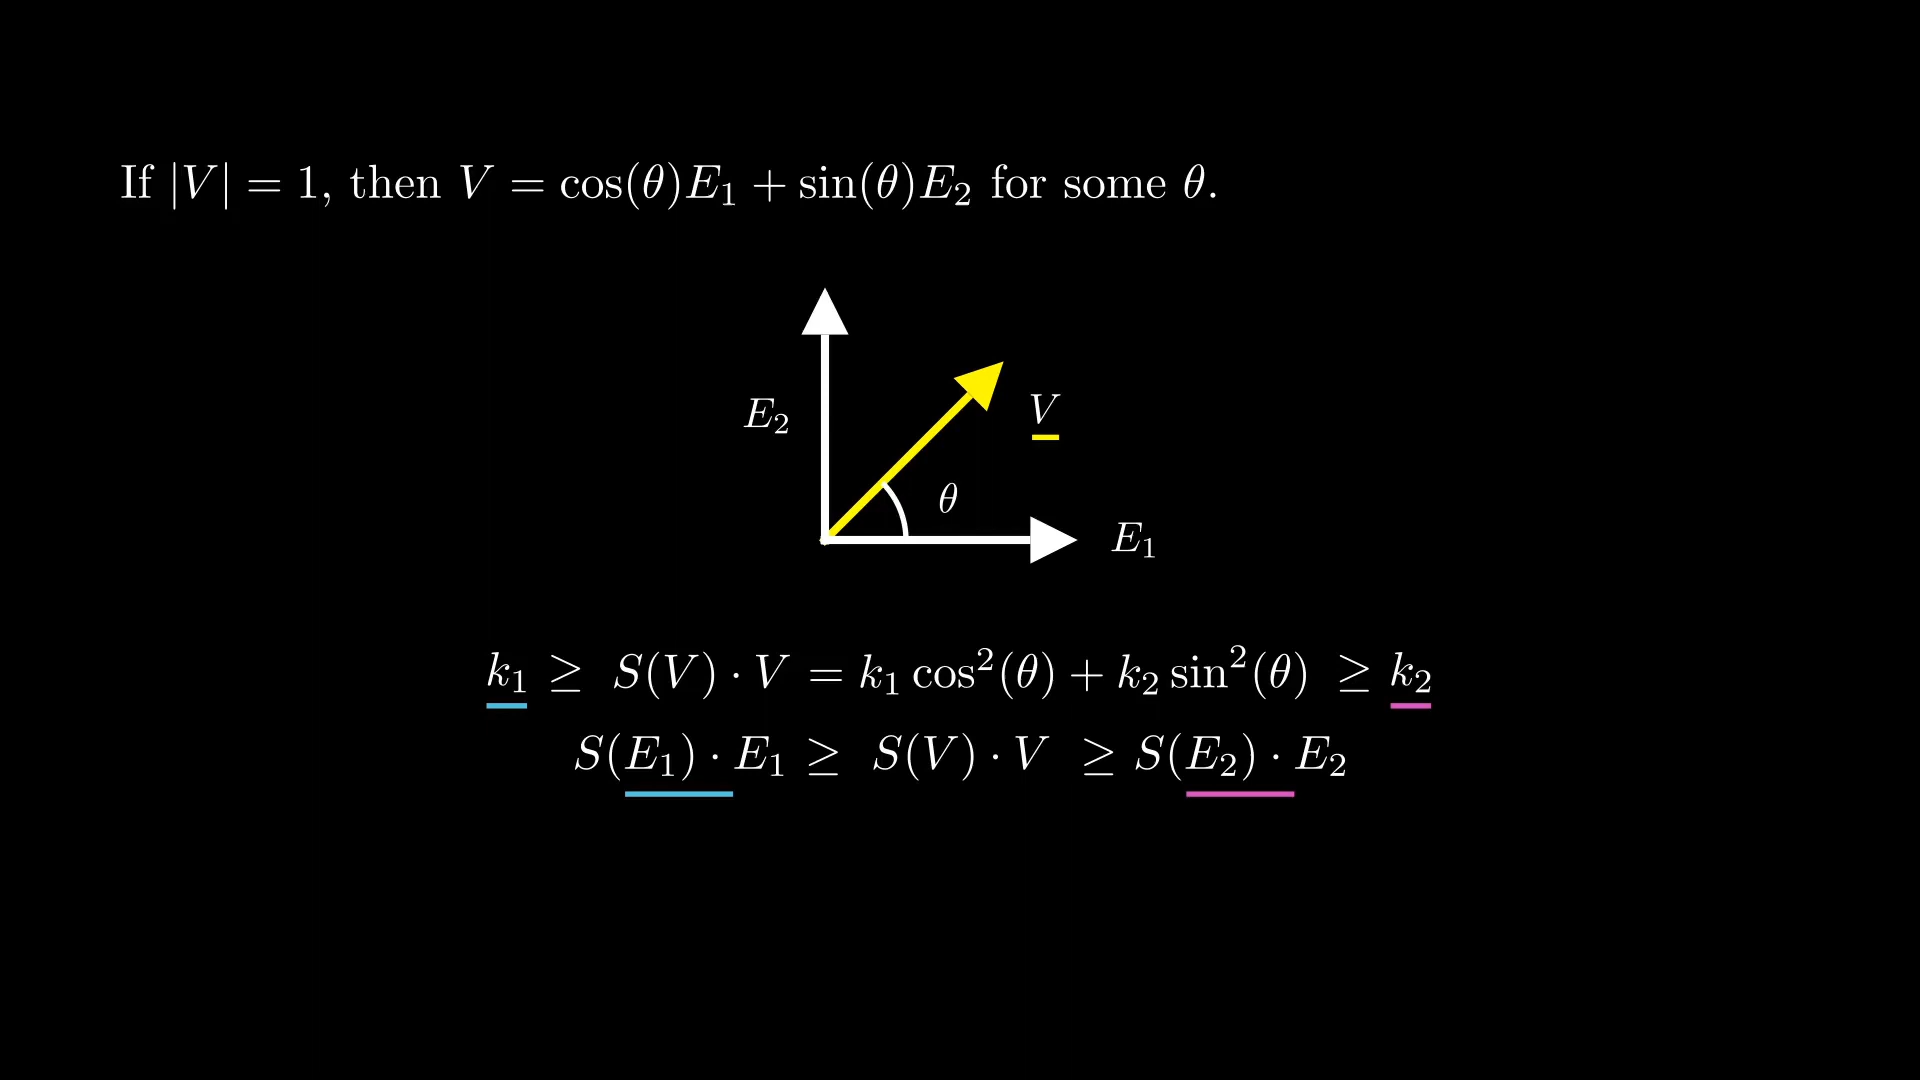 If |V| = 1, then V = cos(θ)E₁ + sin(θ)E₂ for some θ.
E₂
V
θ
E₁
k₁ ≥ S(V) · V = k₁ cos²(θ) + k₂ sin²(θ) ≥ k₂
S(E₁) · E₁ ≥ S(V) · V ≥ S(E₂) · E₂